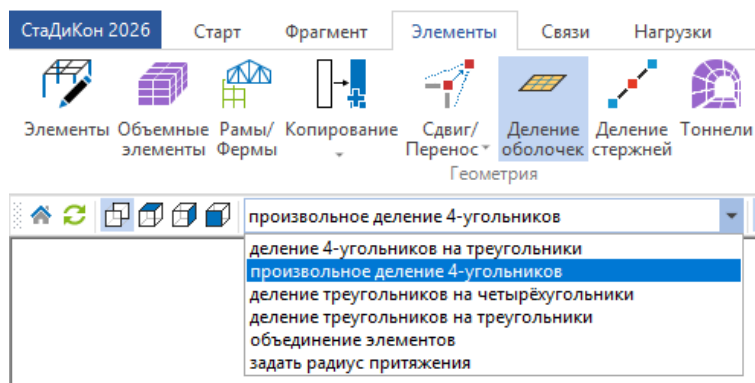 СтаДиКон 2026 Старт Фрагмент Элементы Связи Нагрузки
Элементы Объемные элементы Рамы/ Фермы Копирование Сдвиг/ Перенос Деление оболочек Деление стержней Тоннели
Геометрия
произвольное деление 4-угольников
деление 4-угольников на треугольники
произвольное деление 4-угольников
деление треугольников на четырёхугольники
деление треугольников на треугольники
объединение элементов
задать радиус притяжения